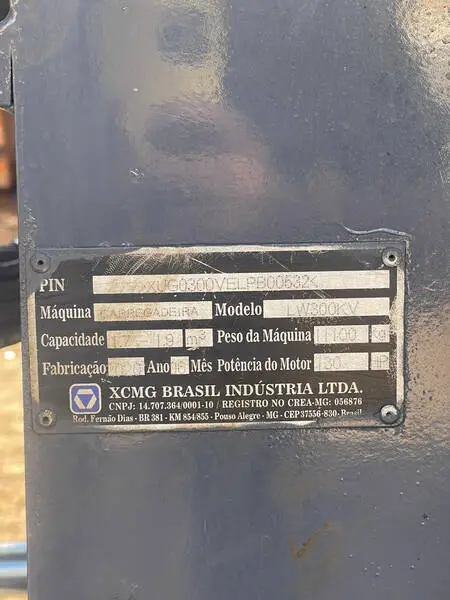 PIN XUG0300VELPB00532K
Máquina CARREGADEIRA Modelo LW300KV
Capacidade 1,7 - 1,9 m³ Peso da Máquina kg
Fabricação Ano Mês Potência do Motor 130 HP
XCMG BRASIL INDÚSTRIA LTDA.
CNPJ: 14.707.364/0001-10 / REGISTRO NO CREA-MG: 056876
Rod. Fernão Dias - BR 381 - KM 854/855 - Pouso Alegre - MG - CEP 37556-830- Brasil